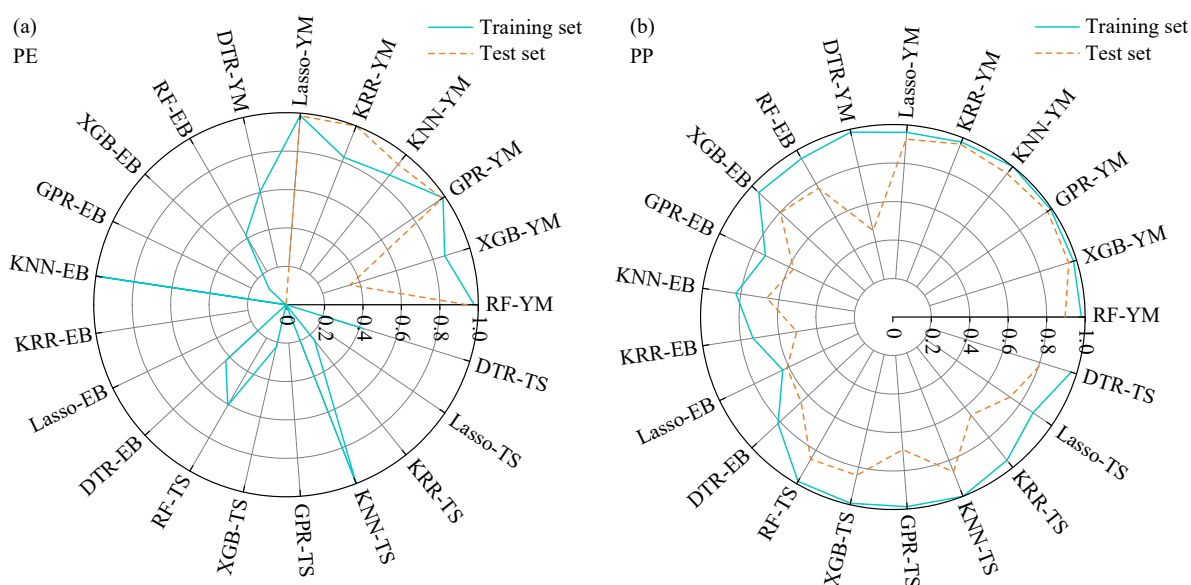 (a)
PE
Training set
Test set
RF-YM
XGB-YM
GPR-YM
KNN-YM
KRR-YM
Lasso-YM
DTR-YM
RF-EB
XGB-EB
GPR-EB
KNN-EB
KRR-EB
Lasso-EB
DTR-EB
RF-TS
XGB-TS
GPR-TS
KNN-TS
KRR-TS
Lasso-TS
DTR-TS
0
0.2
0.4
0.6
0.8
1.0
(b)
PP
Training set
Test set
RF-YM
XGB-YM
GPR-YM
KNN-YM
KRR-YM
Lasso-YM
DTR-YM
RF-EB
XGB-EB
GPR-EB
KNN-EB
KRR-EB
Lasso-EB
DTR-EB
RF-TS
XGB-TS
GPR-TS
KNN-TS
KRR-TS
Lasso-TS
DTR-TS
0
0.2
0.4
0.6
0.8
1.0